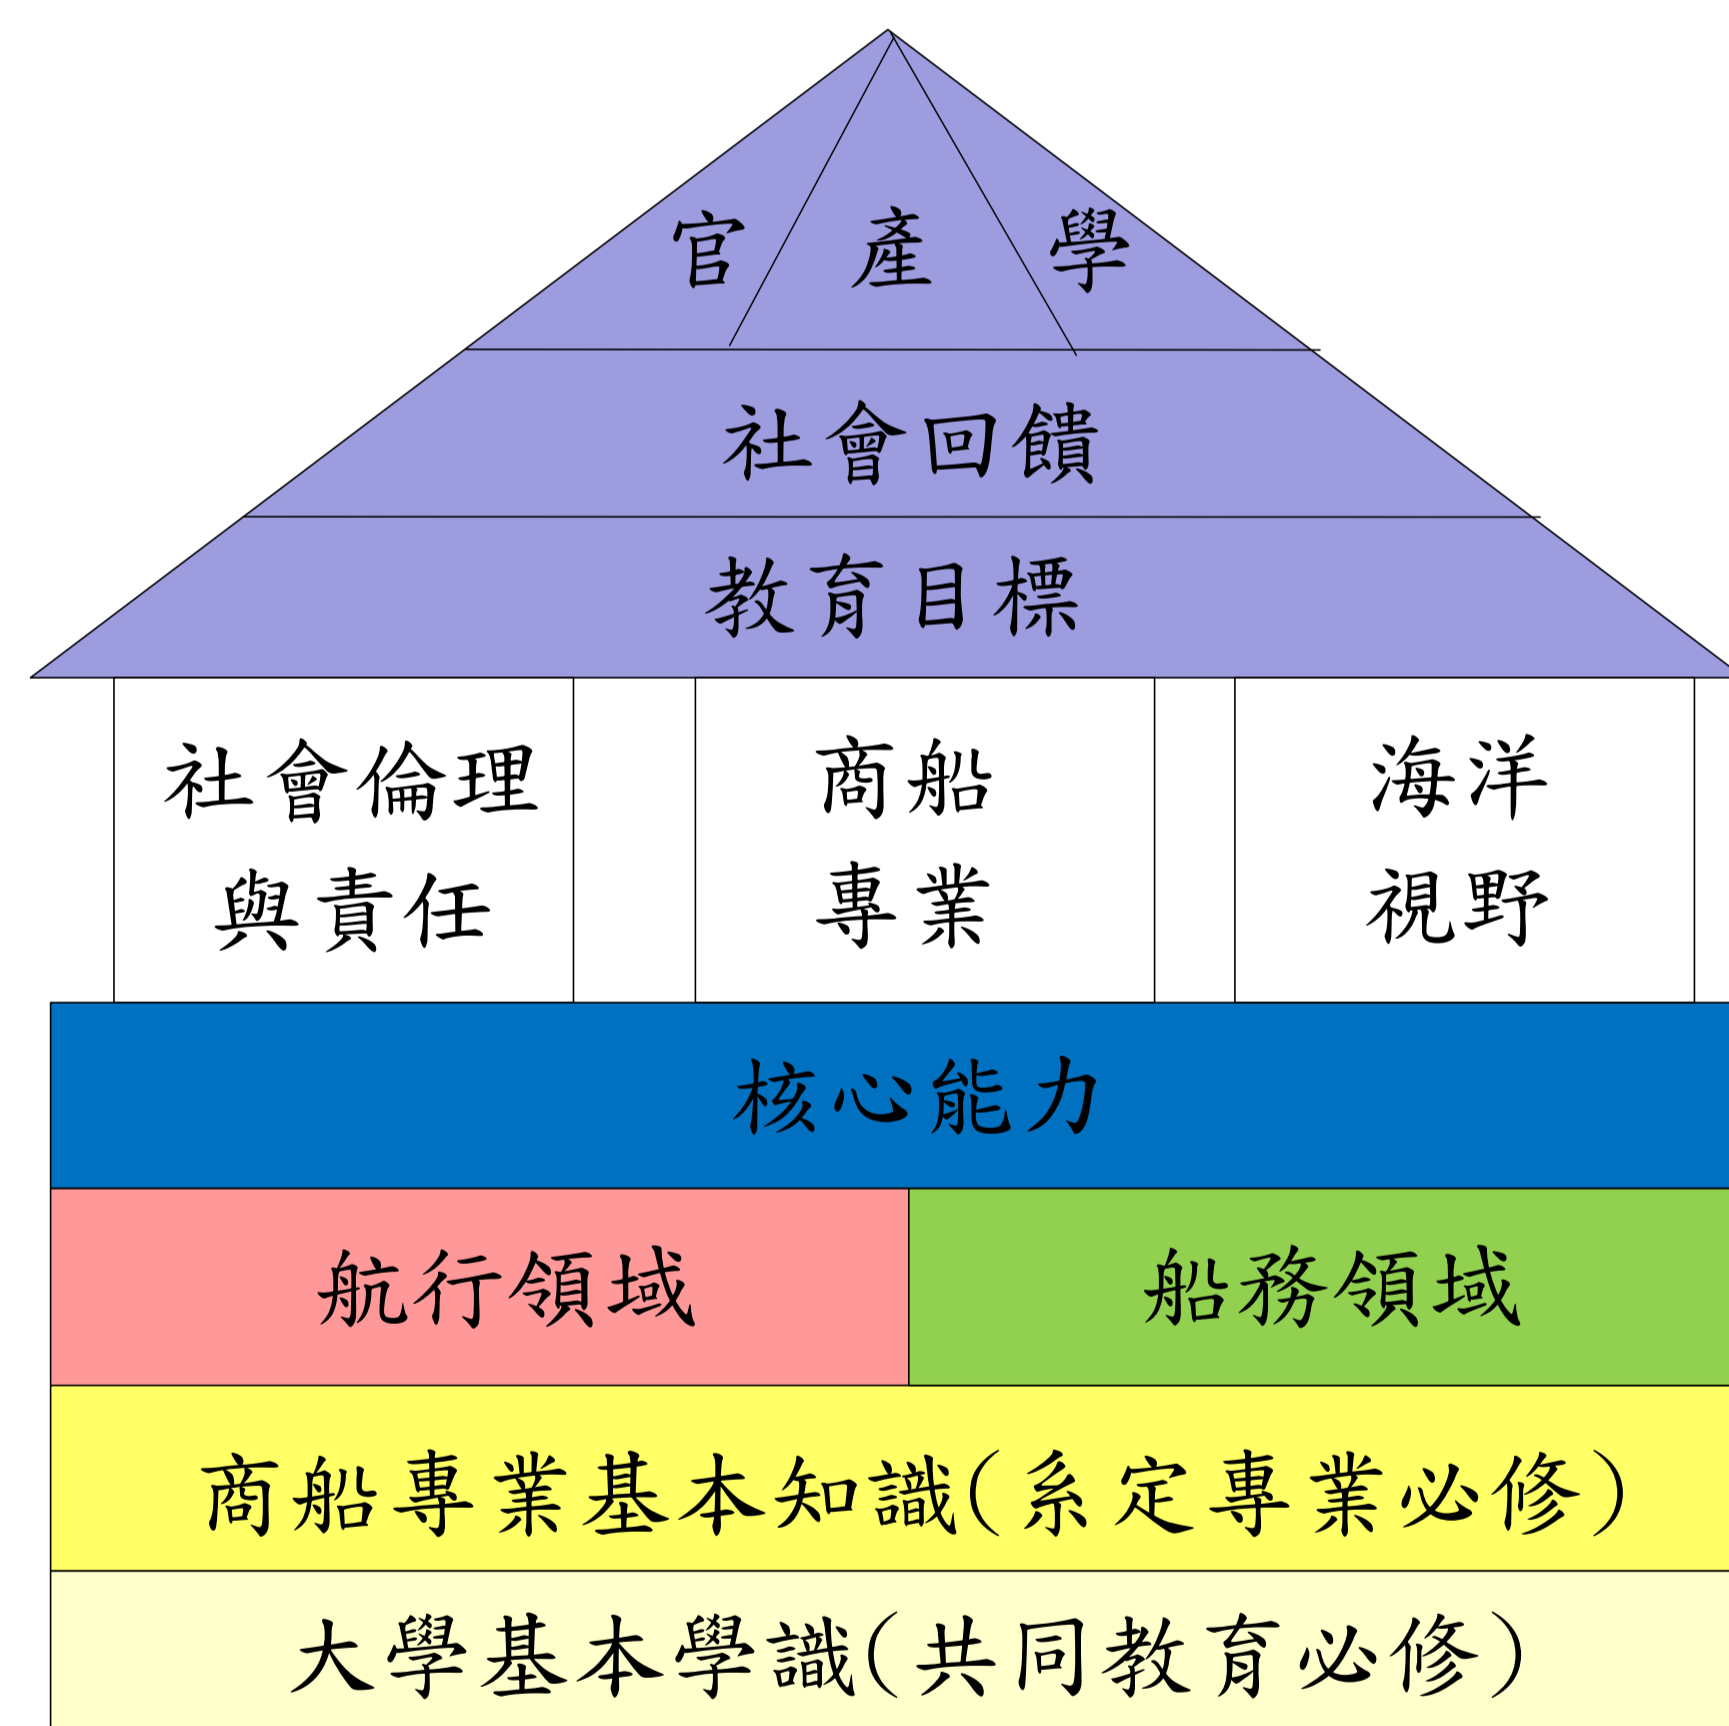 官 產 學
社會回饋
教育目標
社會倫理
與責任
商船
專業
海洋
視野
核心能力
航行領域
船務領域
商船專業基本知識(系定專業必修)
大學基本學識(共同教育必修)